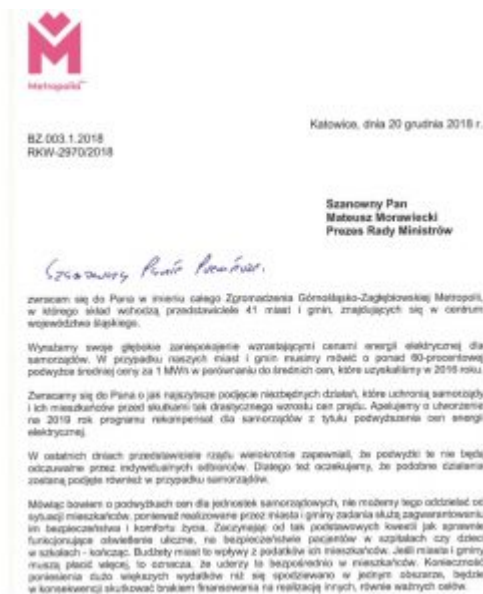 Metropolis
Katowice, dnia 20 grudnia 2018 r.
BZ.003.1.2018
RKW-2970/2018
Szanowny Pan
Mateusz Morawiecki
Prezes Rady Ministrów
Szanowny Panie Premierze,
zwracam się do Pana w imieniu całego Zgromadzenia Górnośląsko-Zagłębiowskiej Metropolii,
w którego skład wchodzą przedstawiciele 41 miast i gmin, znajdujących się w centrum
województwa śląskiego.
Wyrażamy swoje głębokie zaniepokojenie wzrastającymi cenami energii elektrycznej dla
samorządów. W przypadku naszych miast i gmin musimy mówić o ponad 60-procentowej
podwyżce średniej ceny za 1 MWh w porównaniu do średnich cen, które uzyskaliśmy w 2016 roku.
Zwracamy się do Pana o jak najszybsze podjęcie niezbędnych działań, które uchronią samorządy
i ich mieszkańców przed skutkami tak drastycznego wzrostu cen prądu. Apelujemy o utworzenie
na 2019 rok programu rekompensat dla samorządów z tytułu podwyższenia cen energii
elektrycznej.
W ostatnich dniach przedstawiciele rządu wielokrotnie zapewniali, że podwyżki te nie będą
odczuwalne przez indywidualnych odbiorców. Dlatego też oczekujemy, że podobne działania
zostaną podjęte również w przypadku samorządów.
Mówiąc bowiem o podwyżkach cen dla jednostek samorządowych, nie możemy tego oddzielać od
sytuacji mieszkańców, ponieważ realizowane przez miasta i gminy zadania służą zagwarantowaniu
im bezpieczeństwa i komfortu życia. Zaczynając od tak podstawowych kwestii jak sprawnie
funkcjonujące oświetlenie uliczne, na bezpieczeństwie pacjentów w szpitalach czy dzieci
w szkołach - kończąc. Budżety miast to wpływy z podatków ich mieszkańców. Jeśli miasta i gminy
muszą płacić więcej, to oznacza, że uderzy to bezpośrednio w mieszkańców. Konieczność
poniesienia dużo większych wydatków niż się spodziewano w jednym obszarze, będzie
w konsekwencji skutkować brakiem finansowania na realizację innych, równie ważnych celów.